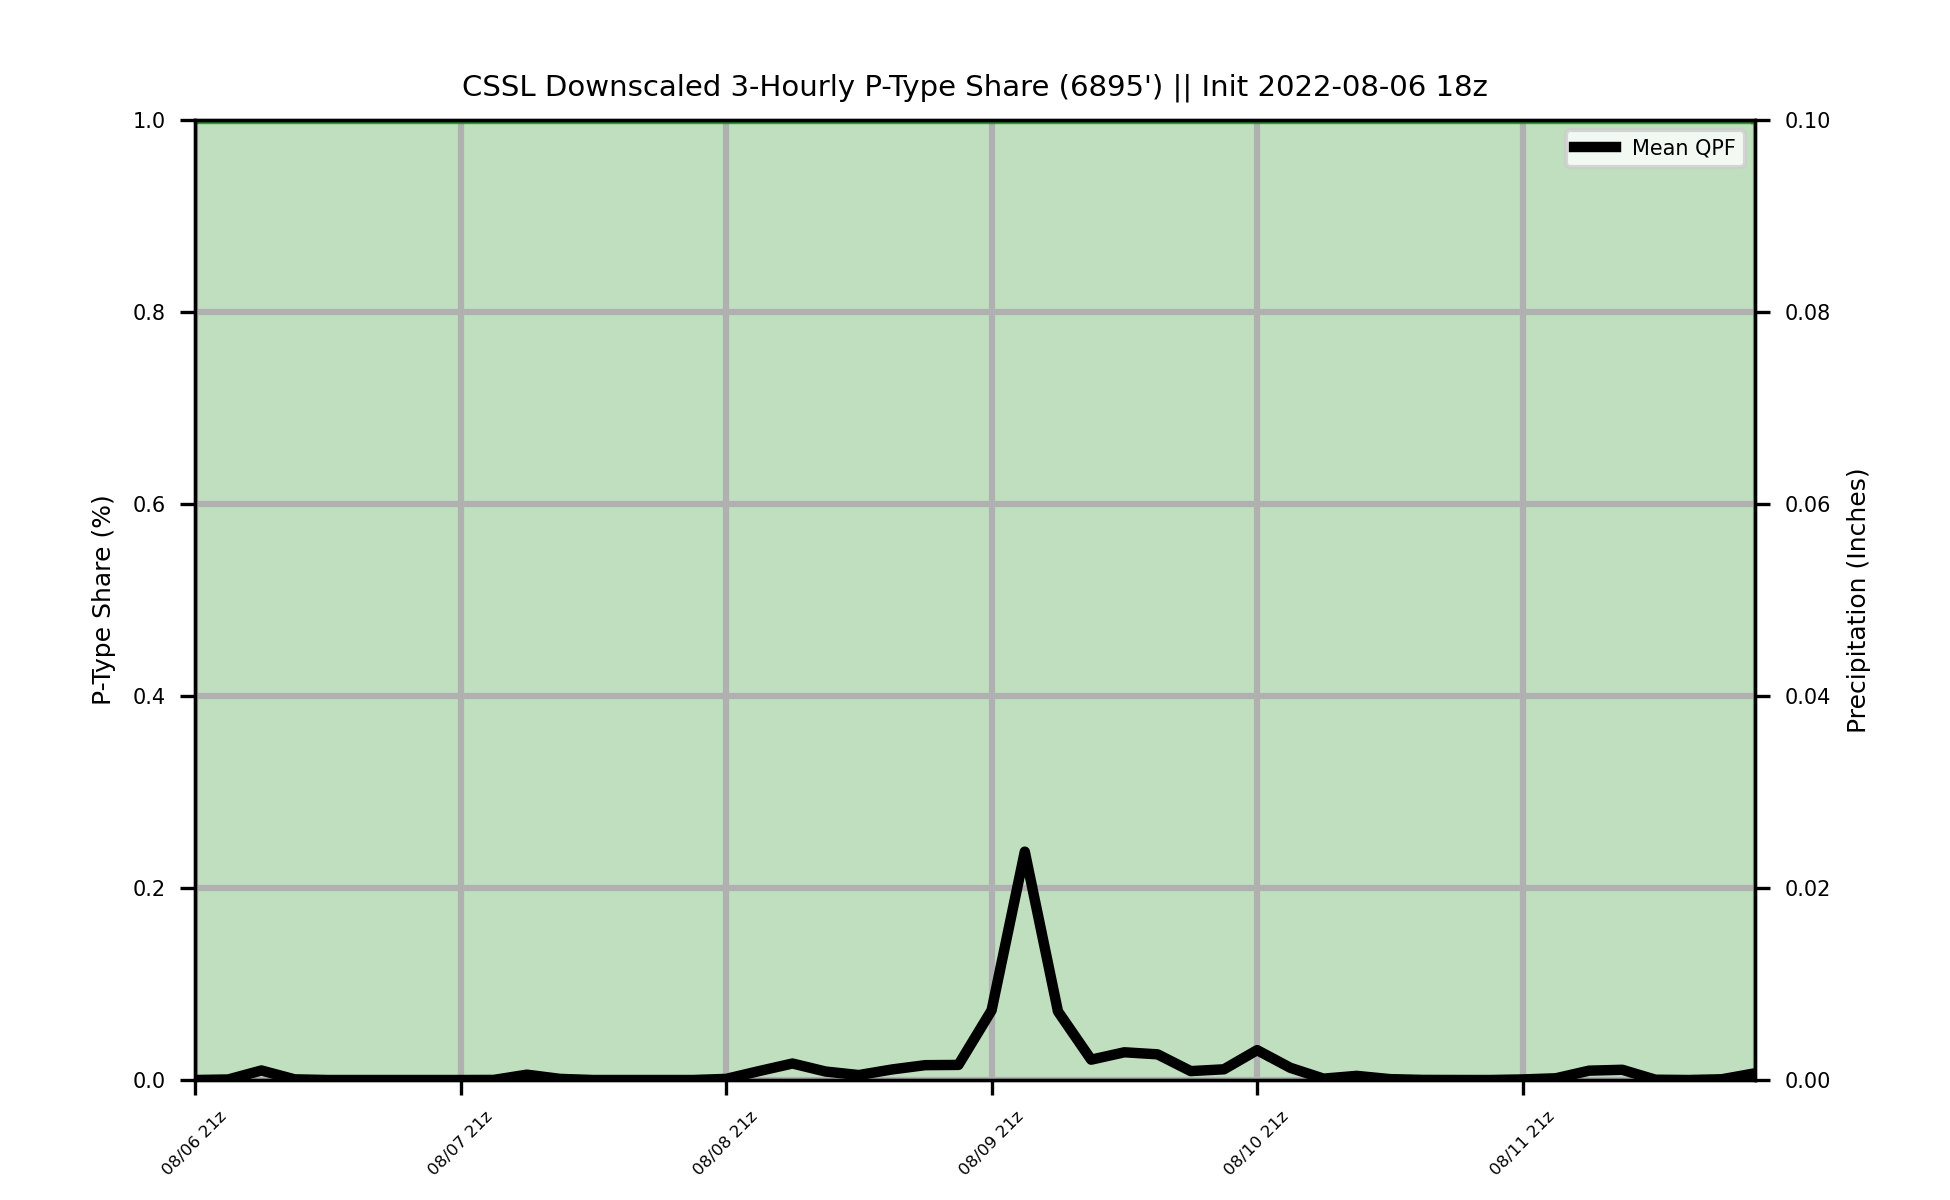 CSSL Downscaled 3-Hourly P-Type Share (6895') || Init 2022-08-06 18z
Mean QPF
P-Type Share (%)
1.0
0.8
0.6
0.4
0.2
0.0
0.10
0.08
0.06
0.04
0.02
0.00
Precipitation (Inches)
08/06 21z
08/07 21z
08/08 21z
08/09 21z
08/10 21z
08/11 21z